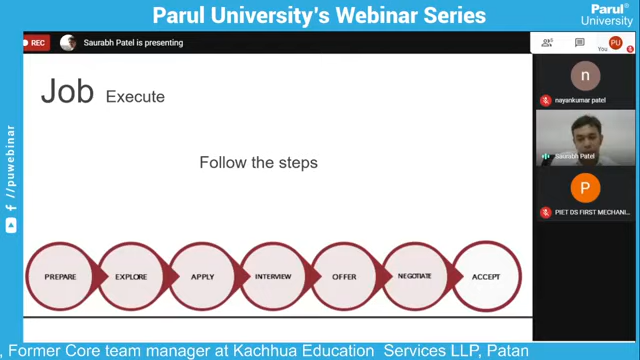 Parul University's Webinar Series
Parul®
University
REC
Saurabh Patel is presenting
You
PU
Job Execute
n
nayankumar patel
Follow the steps
Saurabh Patel
P
PIET DS FIRST MECHANI
/puwebinar
PREPARE
EXPLORE
APPLY
INTERVIEW
OFFER
NEGOTIATE
ACCEPT
, Former Core team manager at Kachhua Education Services LLP, Patan